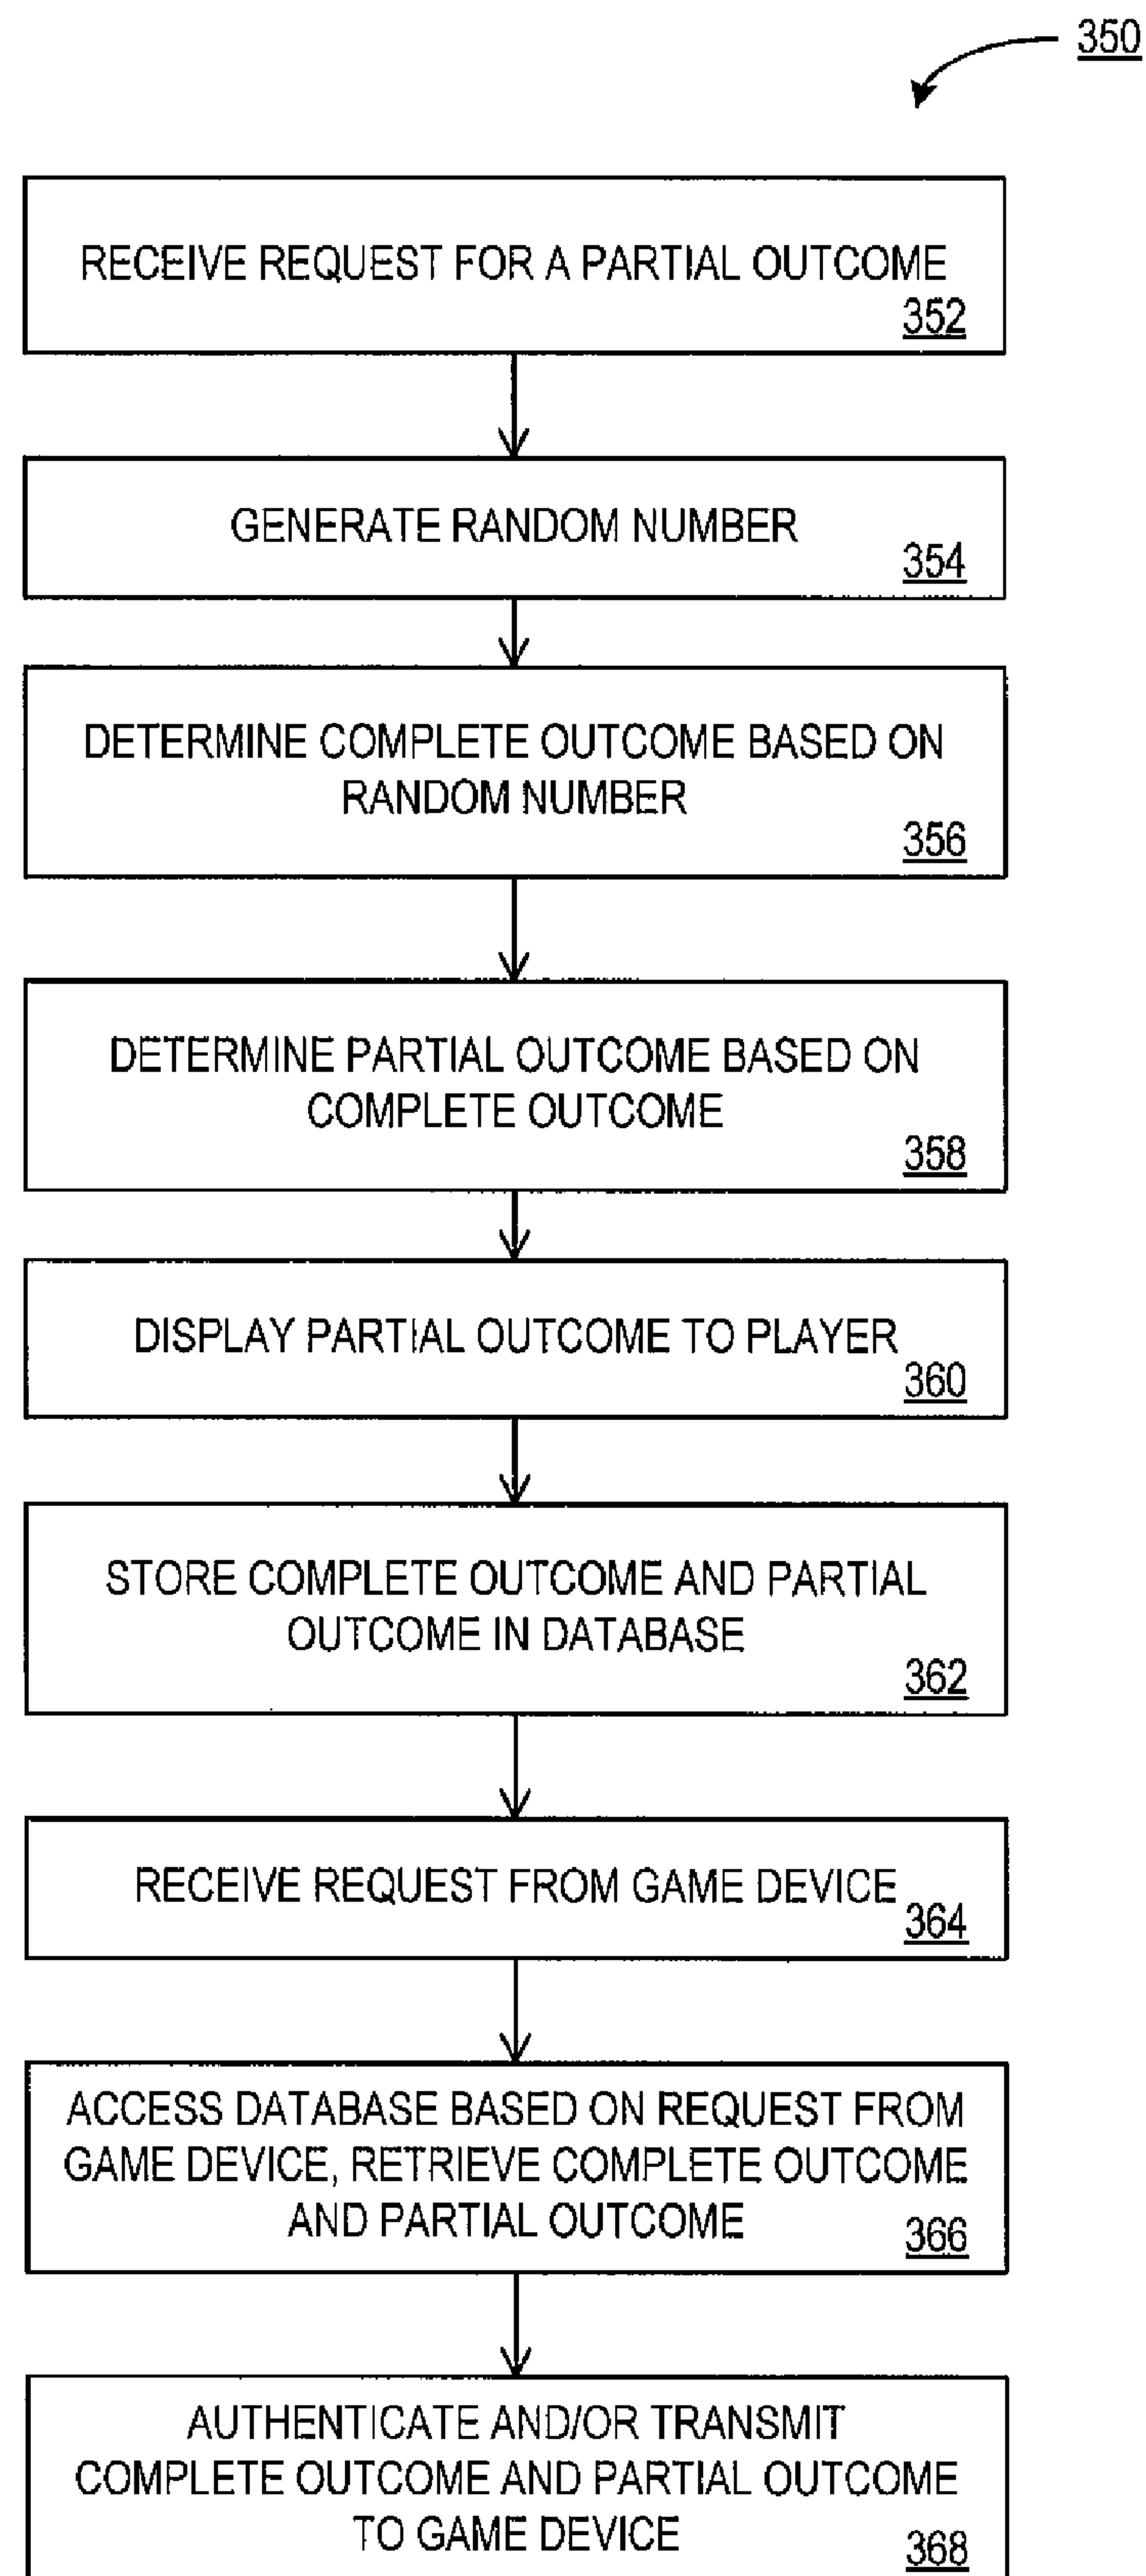 350
RECEIVE REQUEST FOR A PARTIAL OUTCOME
352
GENERATE RANDOM NUMBER
354
DETERMINE COMPLETE OUTCOME BASED ON
RANDOM NUMBER
356
DETERMINE PARTIAL OUTCOME BASED ON
COMPLETE OUTCOME
358
DISPLAY PARTIAL OUTCOME TO PLAYER
360
STORE COMPLETE OUTCOME AND PARTIAL
OUTCOME IN DATABASE
362
RECEIVE REQUEST FROM GAME DEVICE
364
ACCESS DATABASE BASED ON REQUEST FROM
GAME DEVICE, RETRIEVE COMPLETE OUTCOME
AND PARTIAL OUTCOME
366
AUTHENTICATE AND/OR TRANSMIT
COMPLETE OUTCOME AND PARTIAL OUTCOME
TO GAME DEVICE
368